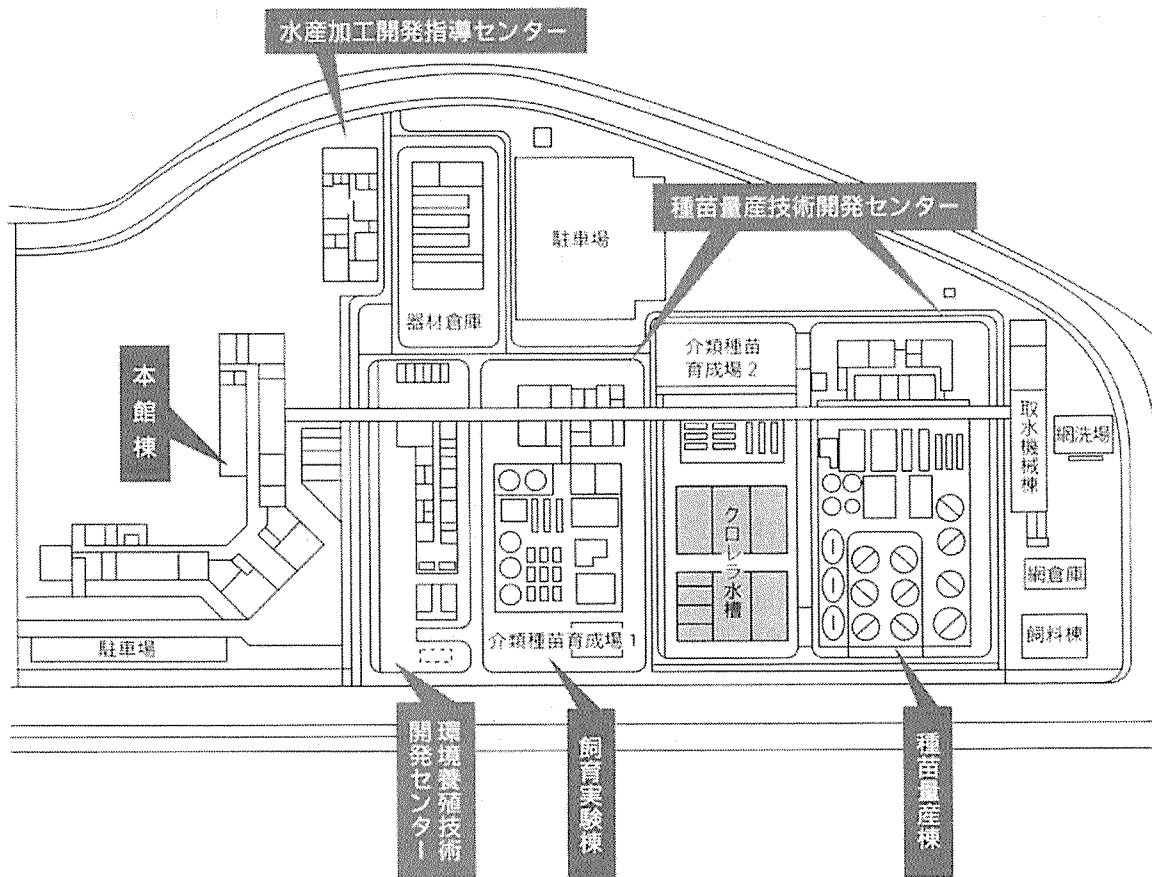 水産加工開発指導センター
種苗量産技術開発センター
駐車場
器材倉庫
介類種苗
育成場2
本館棟
取水機械棟
網洗場
クロレラ水槽
網倉庫
飼料棟
介類種苗育成場1
駐車場
環境養殖技術
開発センター
飼育実験棟
種苗量産棟